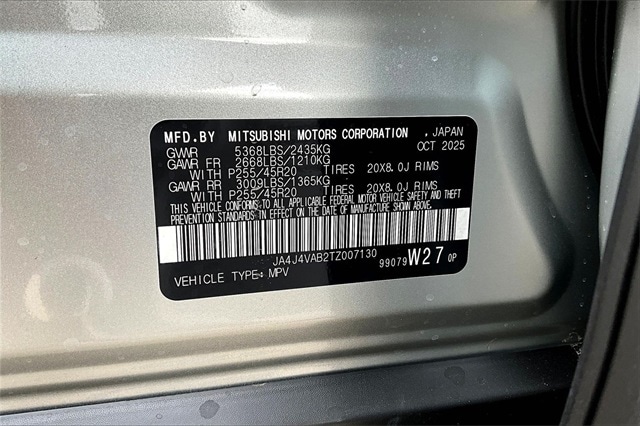 MFD.BY MITSUBISHI MOTORS CORPORATION , JAPAN
GVWR 5368LBS/2435KG OCT 2025
GAWR FR 2668LBS/1210KG
WITH P255/45R20 TIRES 20X8.0J RIMS
GAWR RR 3009LBS/1365KG
WITH P255/45R20 TIRES 20X8.0J RIMS
THIS VEHICLE CONFORMS TO ALL APPLICABLE FEDERAL MOTOR VEHICLE SAFETY AND THEFT
PREVENTION STANDARDS IN EFFECT ON THE DATE OF MANUFACTURE SHOWN ABOVE.
JA4J4VAB2TZ007130
VEHICLE TYPE: MPV 99079 W27 0P